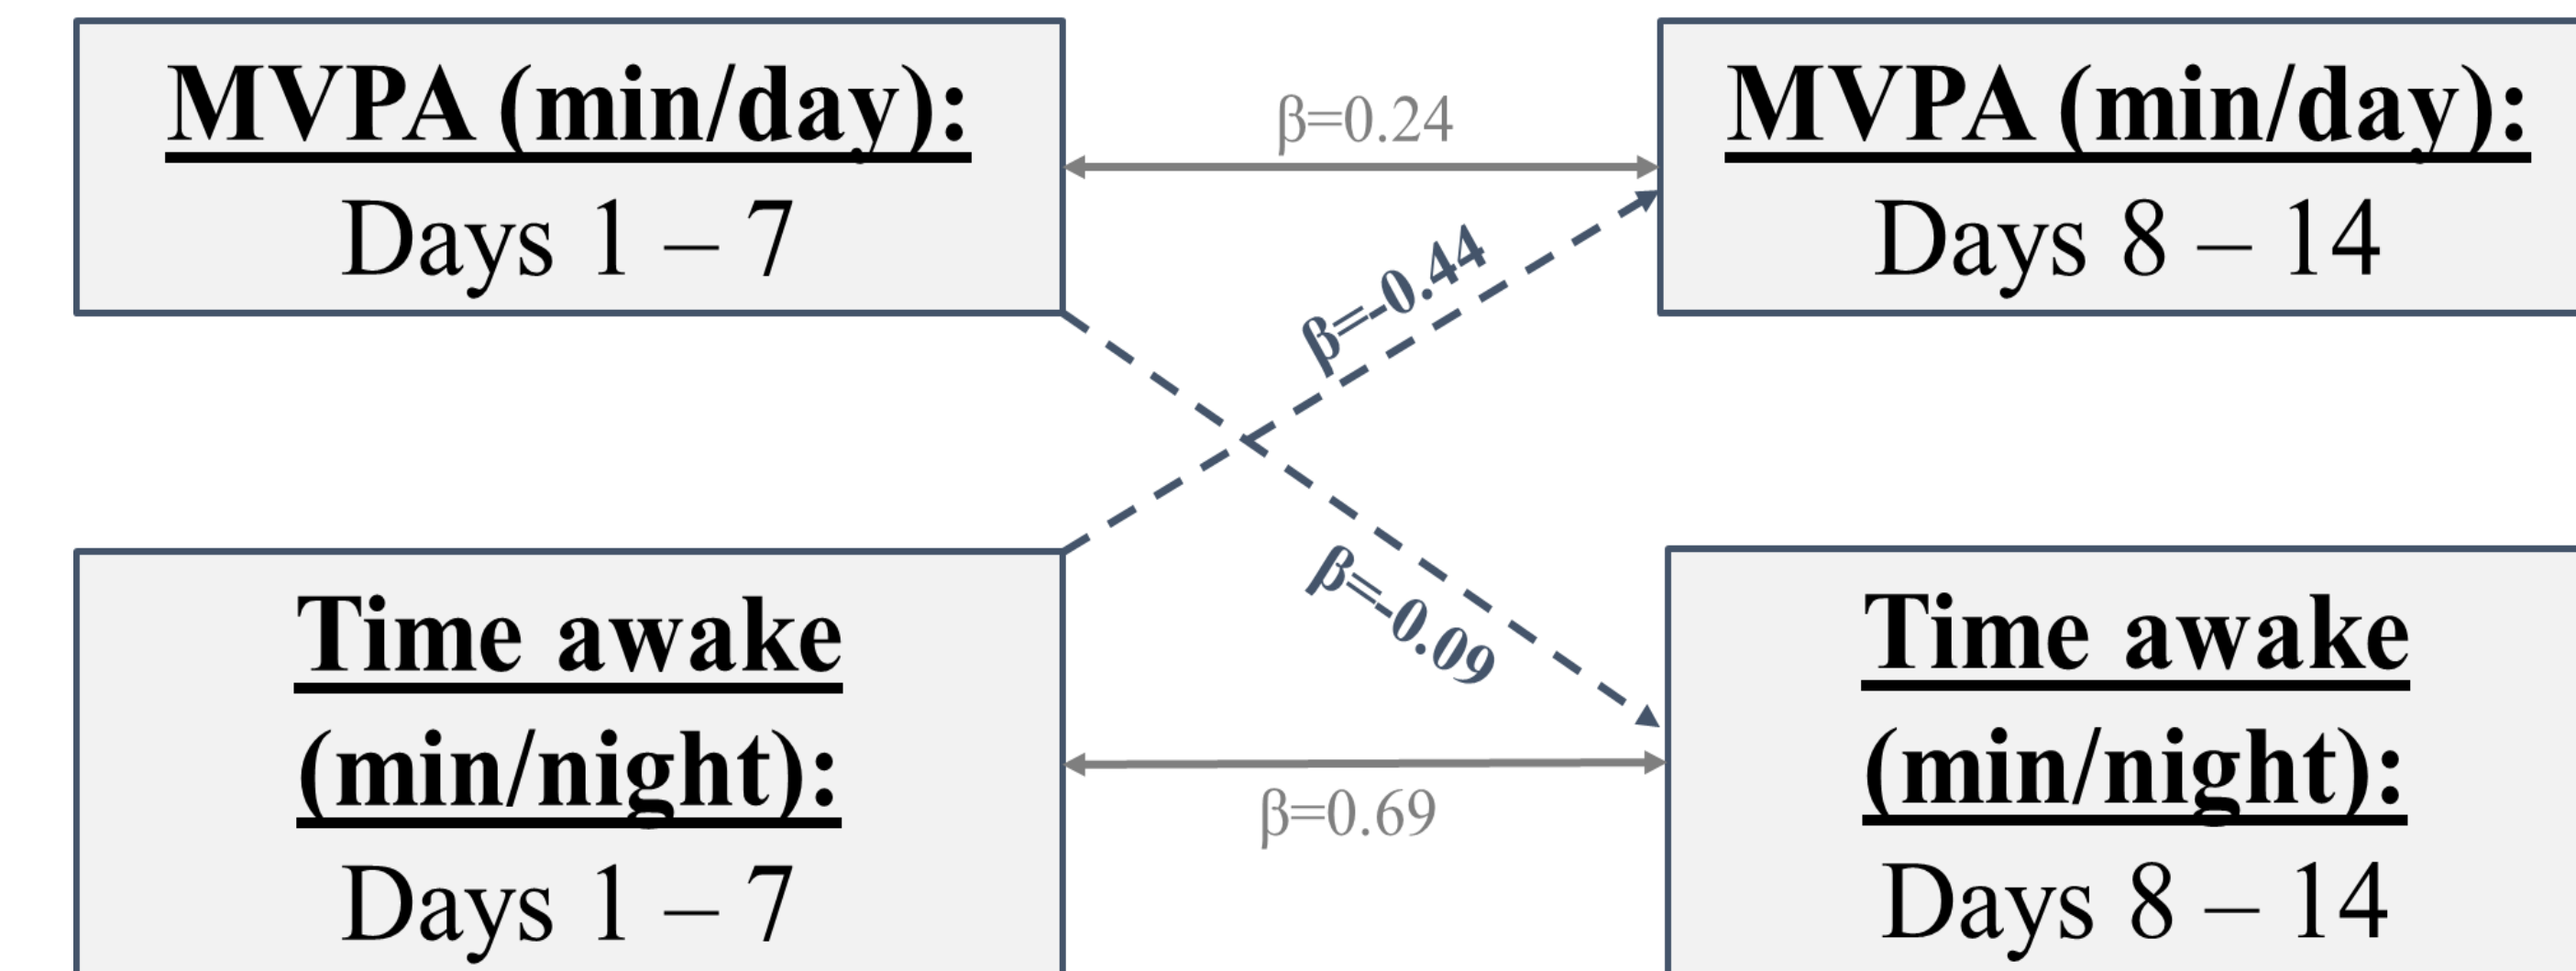 MVPA (min/day):
Days 1 – 7
β=0.24
MVPA (min/day):
Days 8 – 14
β=-0.44
β=-0.09
Time awake
(min/night):
Days 1 – 7
β=0.69
Time awake
(min/night):
Days 8 – 14